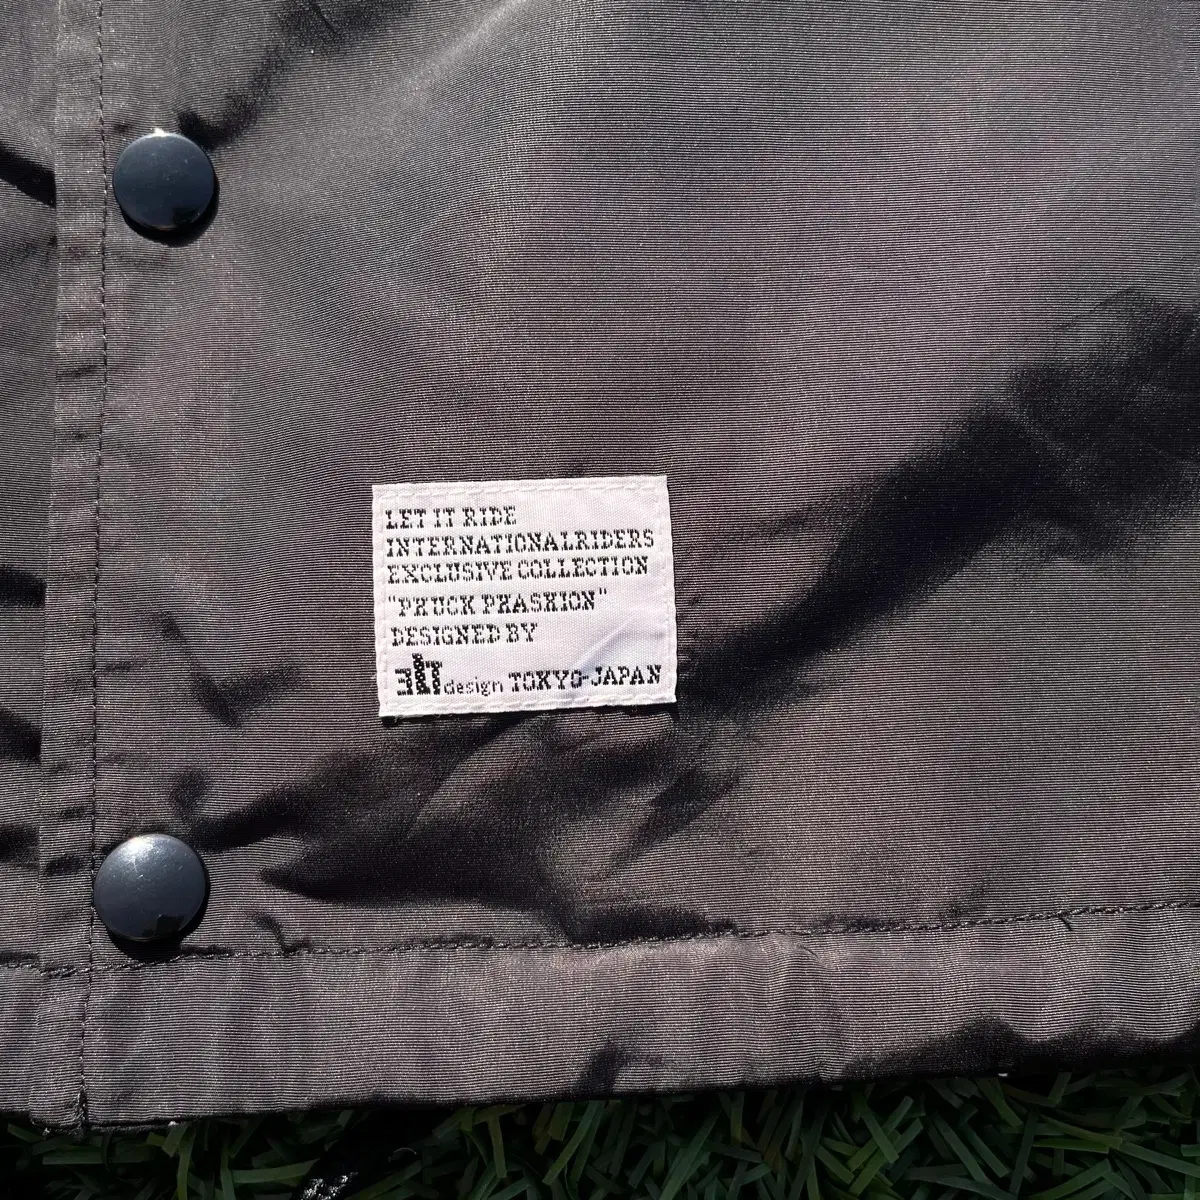 LET IT RIDE
INTERNATIONALRIDERS
EXCLUSIVE COLLECTION
"PHUCK PHASHION"
DESIGNED BY
design TOKYO-JAPAN